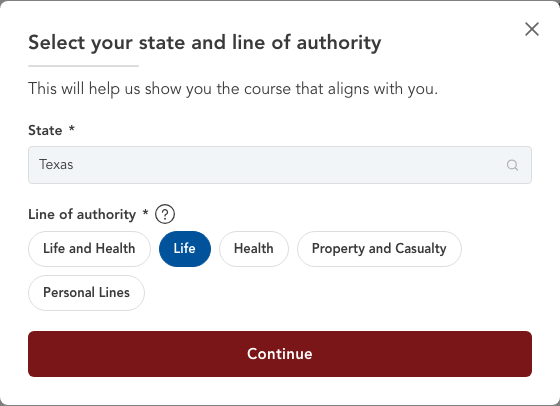 Select your state and line of authority
This will help us show you the course that aligns with you.
State *
Texas
Line of authority * ?
Life and Health Life Health Property and Casualty
Personal Lines
Continue